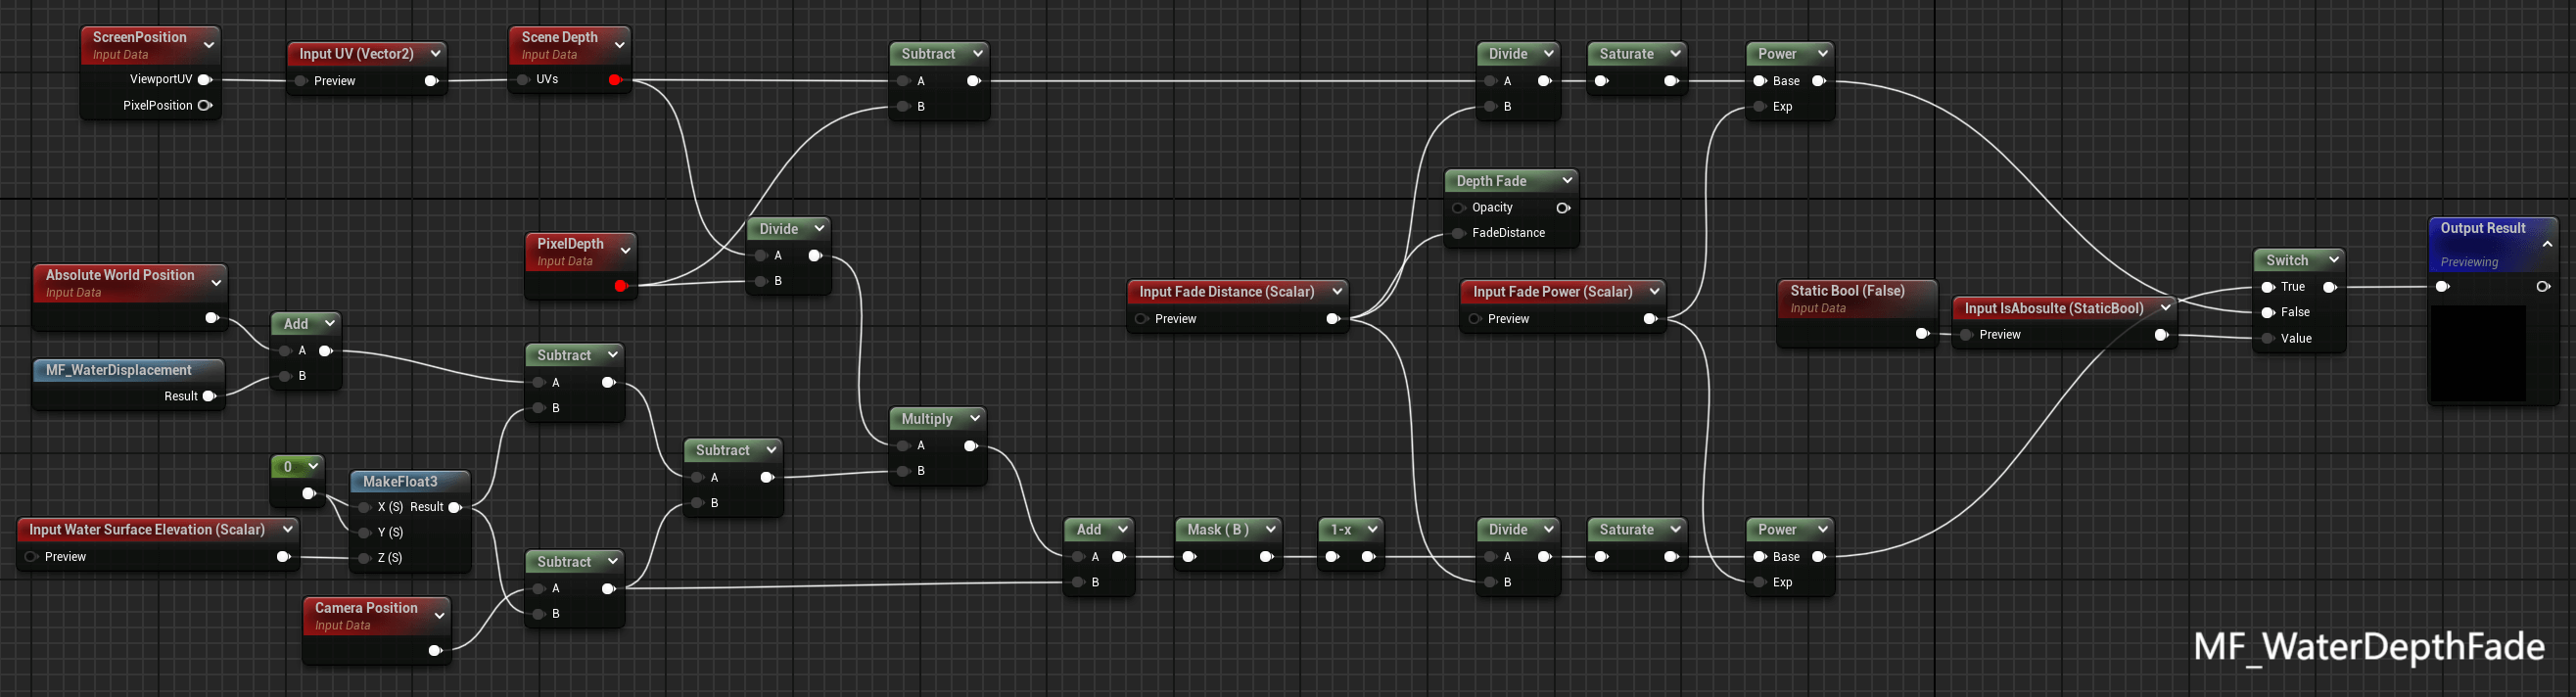 ScreenPosition
Input Data
ViewportUV
PixelPosition
Input UV (Vector2)
Preview
Scene Depth
Input Data
UVs
Subtract
A
B
Divide
A
B
Saturate
Power
Base
Exp
Depth Fade
Opacity
FadeDistance
PixelDepth
Input Data
Divide
A
B
Absolute World Position
Input Data
Add
A
B
MF_WaterDisplacement
Result
Subtract
A
B
Input Fade Distance (Scalar)
Preview
Input Fade Power (Scalar)
Preview
Static Bool (False)
Input Data
Input IsAbosulte (StaticBool)
Preview
Switch
True
False
Value
Output Result
Previewing
0
MakeFloat3
X (S) Result
Y (S)
Z (S)
Input Water Surface Elevation (Scalar)
Preview
Subtract
A
B
Multiply
A
B
Subtract
A
B
Camera Position
Input Data
Add
A
B
Mask ( B )
1-x
Divide
A
B
Saturate
Power
Base
Exp
MF_WaterDepthFade